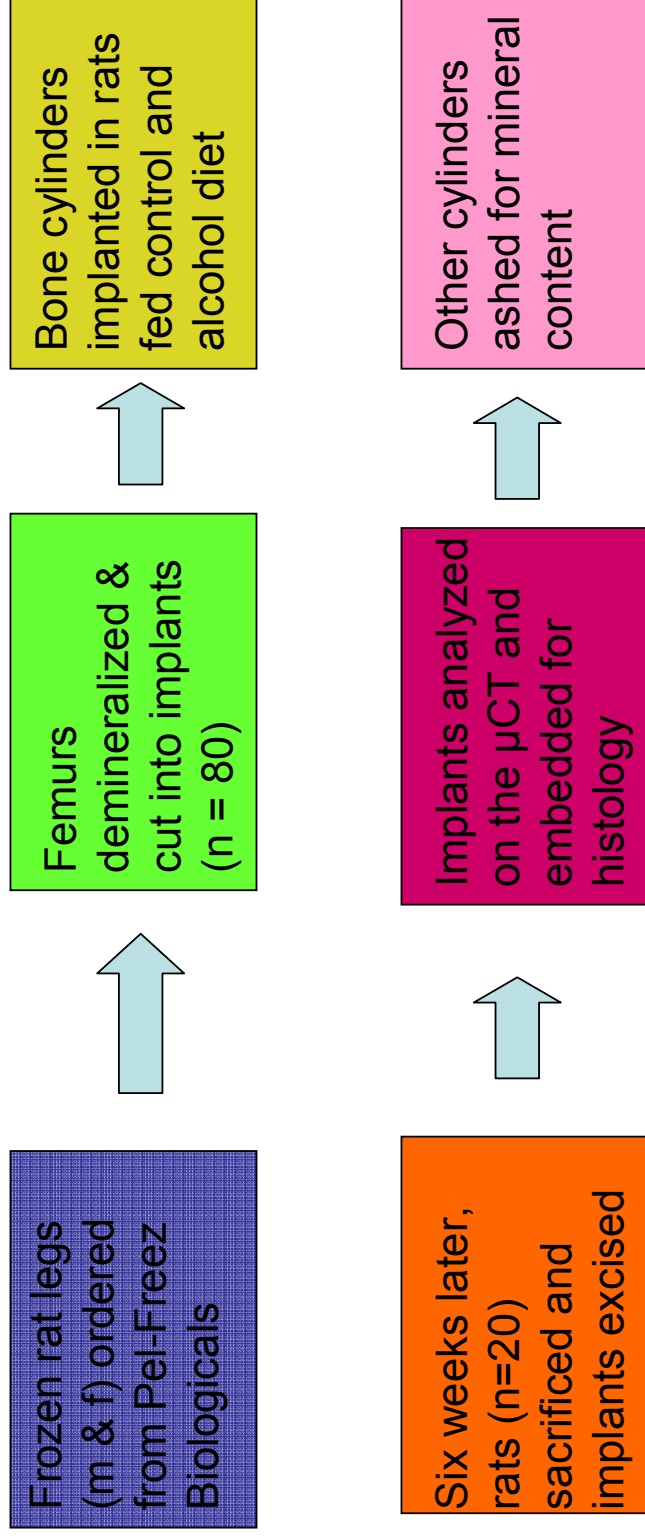 Frozen rat legs
(m & f) ordered
from Pel-Freez
Biologicals
Femurs
demineralized &
cut into implants
(n = 80)
Bone cylinders
implanted in rats
fed control and
alcohol diet
Six weeks later,
rats (n=20)
sacrificed and
implants excised
Implants analyzed
on the µCT and
embedded for
histology
Other cylinders
ashed for mineral
content